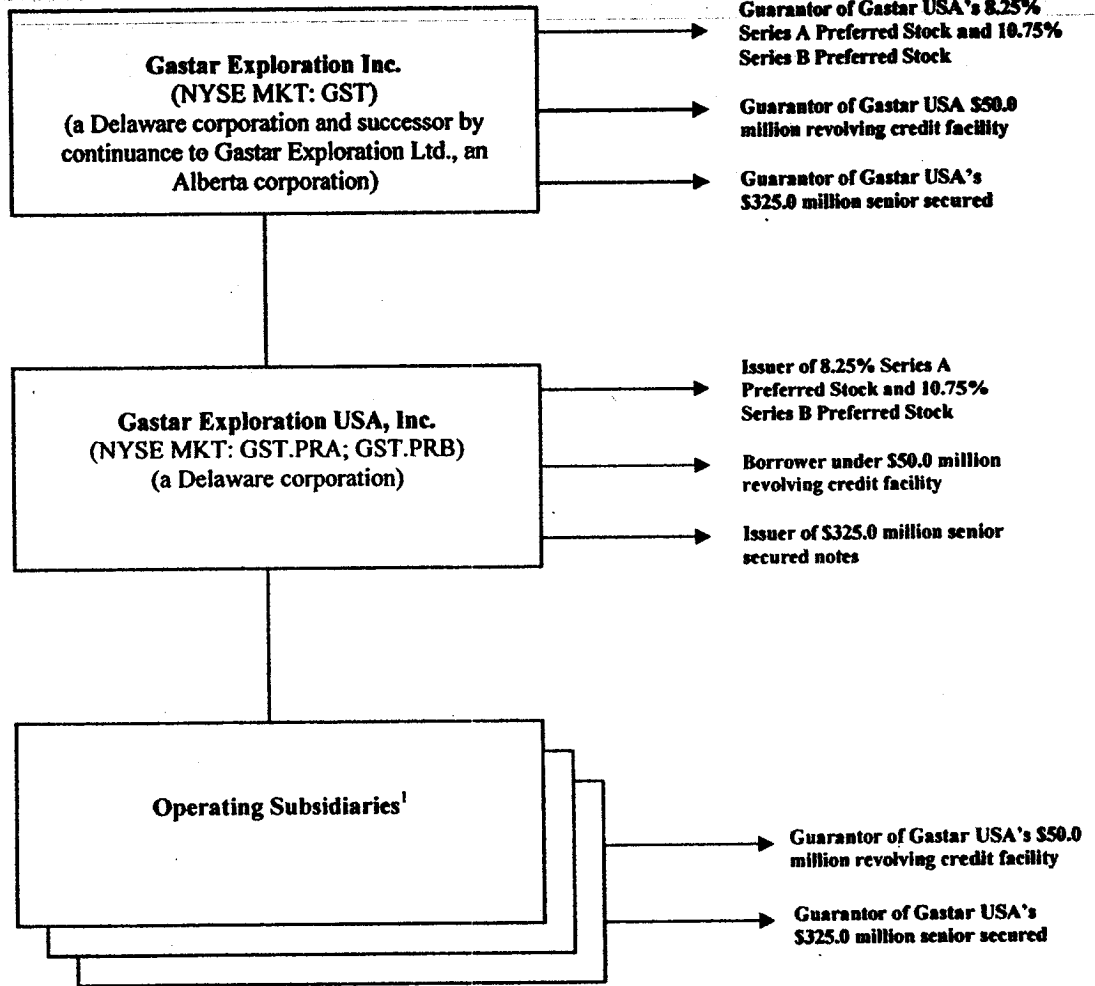 Guarantor of Gastar USA's 8.25%
Series A Preferred Stock and 10.75%
Series B Preferred Stock
Gastar Exploration Inc.
(NYSE MKT: GST)
(a Delaware corporation and successor by
continuance to Gastar Exploration Ltd., an
Alberta corporation)
Guarantor of Gastar USA $50.0
million revolving credit facility
Guarantor of Gastar USA's
$325.0 million senior secured
Gastar Exploration USA, Inc.
(NYSE MKT: GST.PRA; GST.PRB)
(a Delaware corporation)
Issuer of 8.25% Series A
Preferred Stock and 10.75%
Series B Preferred Stock
Borrower under $50.0 million
revolving credit facility
Issuer of $325.0 million senior
secured notes
Operating Subsidiaries¹
Guarantor of Gastar USA's $50.0
million revolving credit facility
Guarantor of Gastar USA's
$325.0 million senior secured